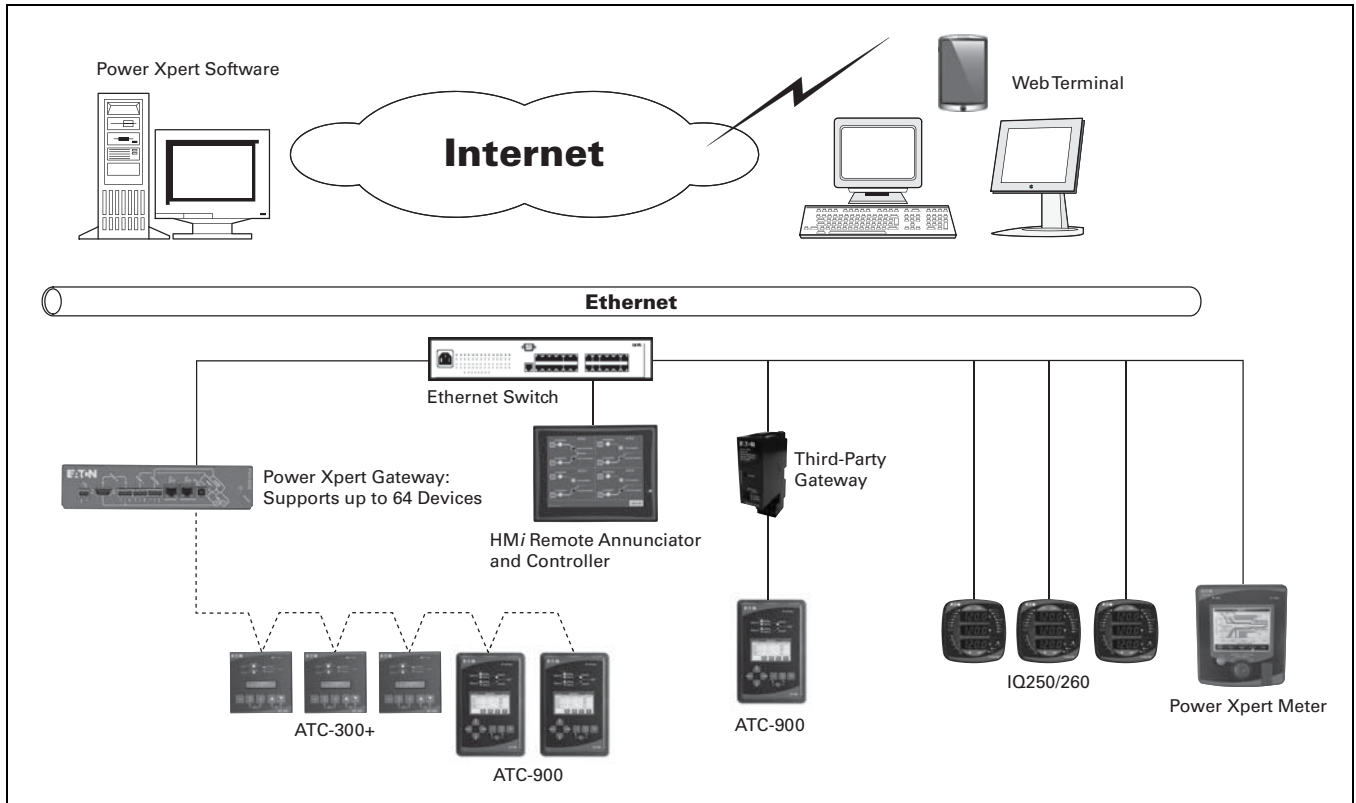 Power Xpert Software
Internet
Web Terminal
Ethernet
Ethernet Switch
EATON
Power Xpert Gateway:
Supports up to 64 Devices
HMi Remote Annunciator
and Controller
Third-Party
Gateway
ATC-300+
ATC-900
ATC-900
IQ250/260
Power Xpert Meter